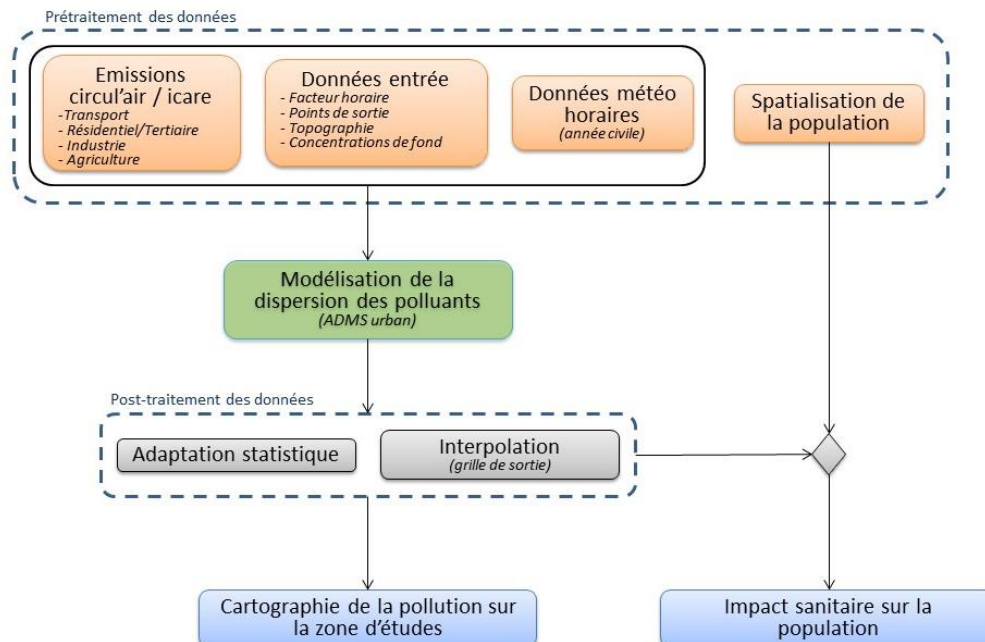 Prétraitement des données
Emissions
circul'air / icare
-Transport
- Résidentiel/Tertiaire
- Industrie
- Agriculture
Données entrée
- Facteur horaire
- Points de sortie
- Topographie
- Concentrations de fond
Données météo
horaires
(année civile)
Spatialisation de
la population
Modélisation de la
dispersion des polluants
(ADMS urban)
Post-traitement des données
Adaptation statistique
Interpolation
(grille de sortie)
Cartographie de la pollution sur
la zone d'études
Impact sanitaire sur la
population